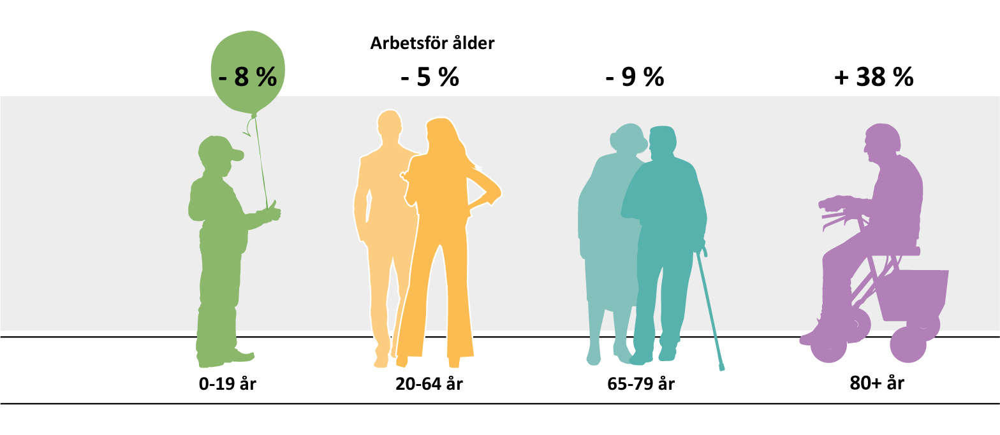 Arbetsför ålder
- 8 %
- 5 %
- 9 %
+ 38 %
0-19 år
20-64 år
65-79 år
80+ år